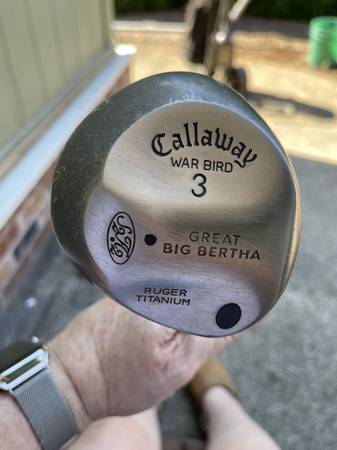 Callaway
WAR BIRD
3
GREAT
BIG BERTHA
RUGER
TITANIUM